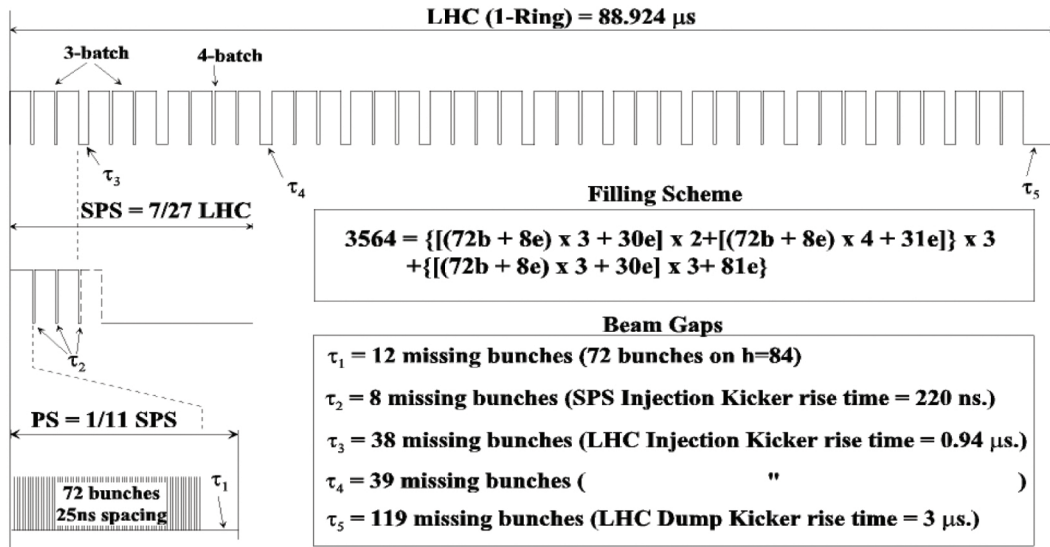 LHC (1-Ring) = 88.924 μs
3-batch
4-batch
τ3
τ4
τ5
SPS = 7/27 LHC
Filling Scheme
3564 = {[(72b + 8e) x 3 + 30e] x 2+[(72b + 8e) x 4 + 31e]} x 3
+{[(72b + 8e) x 3 + 30e] x 3+ 81e}
τ2
Beam Gaps
τ1 = 12 missing bunches (72 bunches on h=84)
τ2 = 8 missing bunches (SPS Injection Kicker rise time = 220 ns.)
τ3 = 38 missing bunches (LHC Injection Kicker rise time = 0.94 μs.)
τ4 = 39 missing bunches ( " )
τ5 = 119 missing bunches (LHC Dump Kicker rise time = 3 μs.)
PS = 1/11 SPS
τ1
72 bunches
25ns spacing